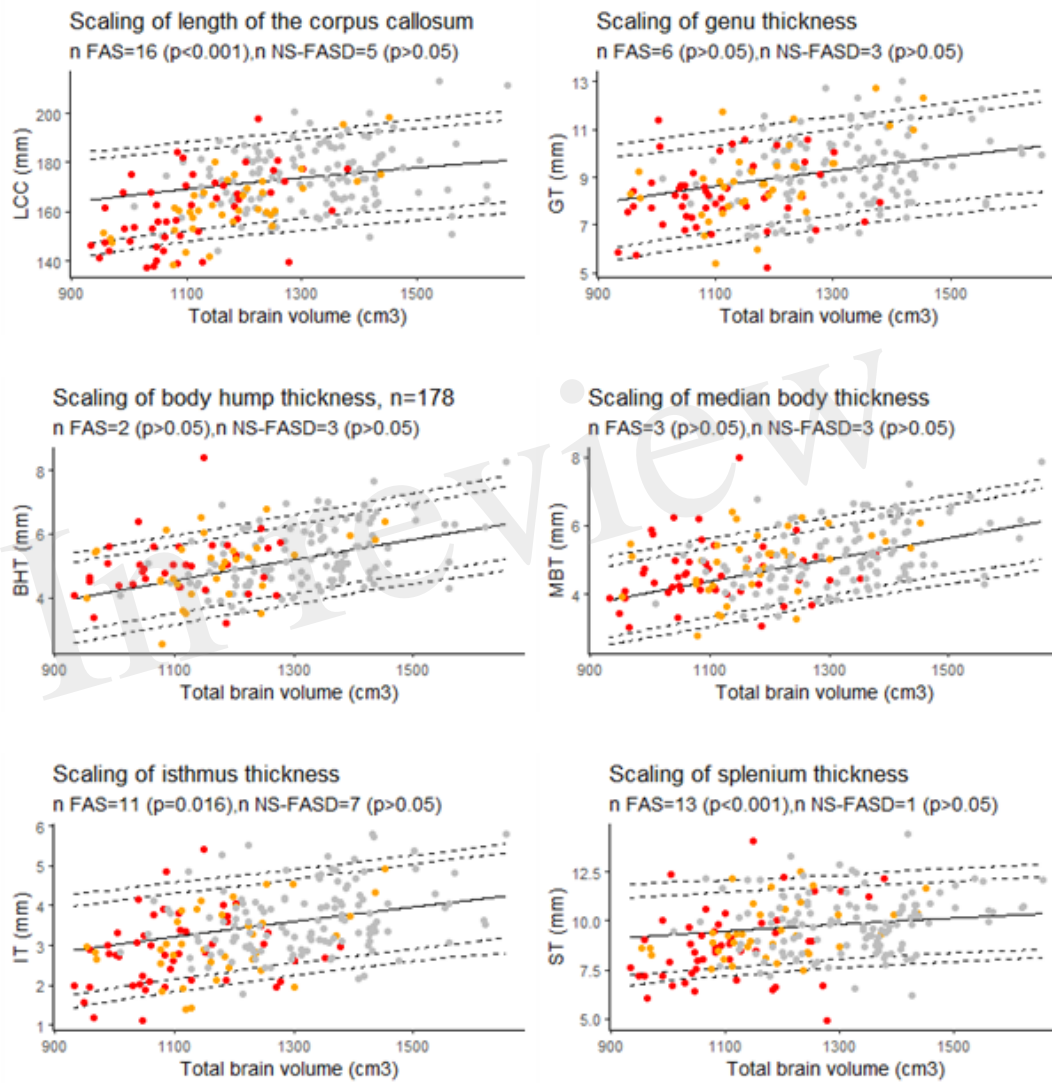 Scaling of length of the corpus callosum
n FAS=16 (p<0.001),n NS-FASD=5 (p>0.05)
LCC (mm)
200
180
160
140
900 1100 1300 1500
Total brain volume (cm3)
Scaling of genu thickness
n FAS=6 (p>0.05),n NS-FASD=3 (p>0.05)
GT (mm)
13
11
9
7
5
900 1100 1300 1500
Total brain volume (cm3)
Scaling of body hump thickness, n=178
n FAS=2 (p>0.05),n NS-FASD=3 (p>0.05)
BHT (mm)
8
6
4
900 1100 1300 1500
Total brain volume (cm3)
Scaling of median body thickness
n FAS=3 (p>0.05),n NS-FASD=3 (p>0.05)
MBT (mm)
8
6
4
900 1100 1300 1500
Total brain volume (cm3)
In review
Scaling of isthmus thickness
n FAS=11 (p=0.016),n NS-FASD=7 (p>0.05)
IT (mm)
6
5
4
3
2
1
900 1100 1300 1500
Total brain volume (cm3)
Scaling of splenium thickness
n FAS=13 (p<0.001),n NS-FASD=1 (p>0.05)
ST (mm)
12.5
10.0
7.5
5.0
900 1100 1300 1500
Total brain volume (cm3)